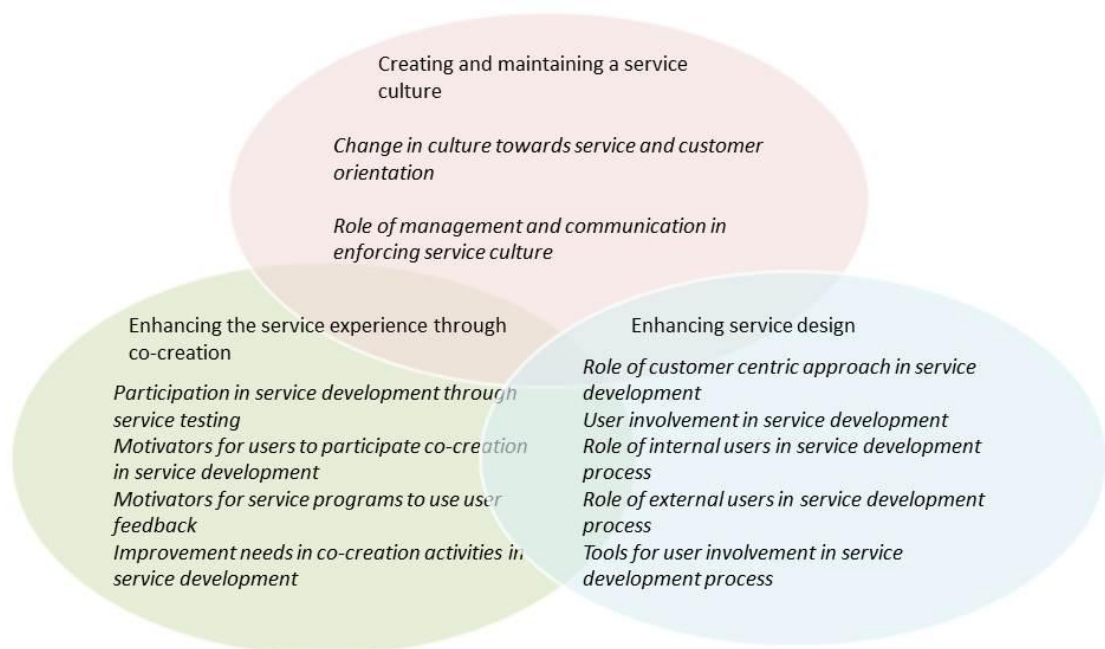 Creating and maintaining a service
culture
Change in culture towards service and customer
orientation
Role of management and communication in
enforcing service culture
Enhancing the service experience through
co-creation
Participation in service development through
service testing
Motivators for users to participate co-creation
in service development
Motivators for service programs to use user
feedback
Improvement needs in co-creation activities in
service development
Enhancing service design
Role of customer centric approach in service
development
User involvement in service development
Role of internal users in service development
process
Role of external users in service development
process
Tools for user involvement in service
development process